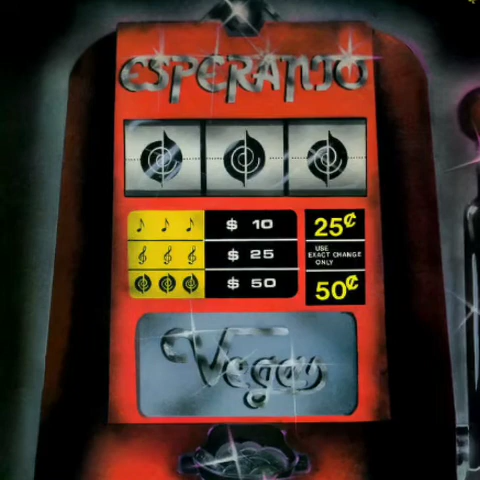 ESPERANTO
$ 10
$ 25
$ 50
25¢
USE
EXACT CHANGE
ONLY
50¢
Vegas